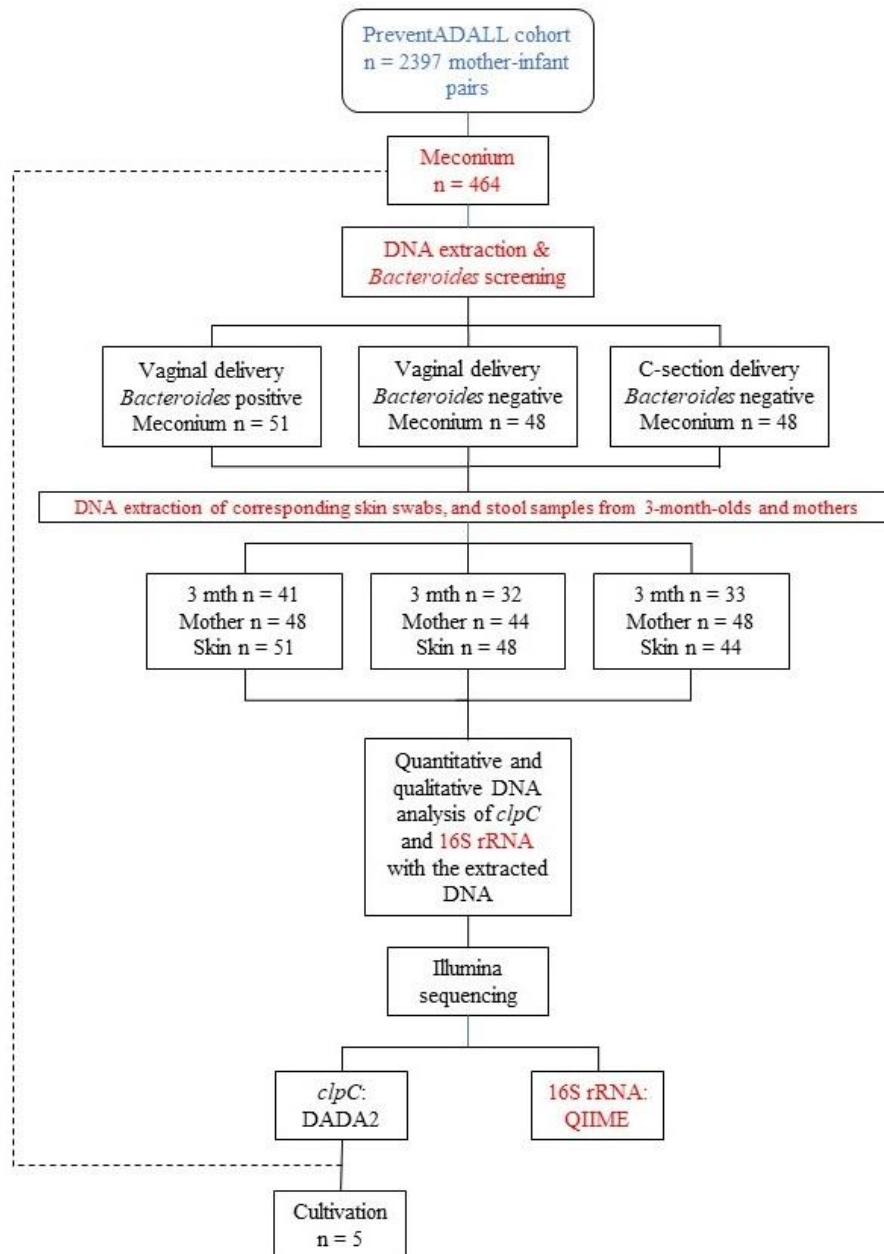 PreventADALL cohort
n = 2397 mother-infant
pairs
Meconium
n = 464
DNA extraction &
Bacteroides screening
Vaginal delivery
Bacteroides positive
Meconium n = 51
Vaginal delivery
Bacteroides negative
Meconium n = 48
C-section delivery
Bacteroides negative
Meconium n = 48
DNA extraction of corresponding skin swabs, and stool samples from 3-month-olds and mothers
3 mth n = 41
Mother n = 48
Skin n = 51
3 mth n = 32
Mother n = 44
Skin n = 48
3 mth n = 33
Mother n = 48
Skin n = 44
Quantitative and
qualitative DNA
analysis of clpC
and 16S rRNA
with the extracted
DNA
Illumina
sequencing
clpC:
DADA2
16S rRNA:
QIIME
Cultivation
n = 5